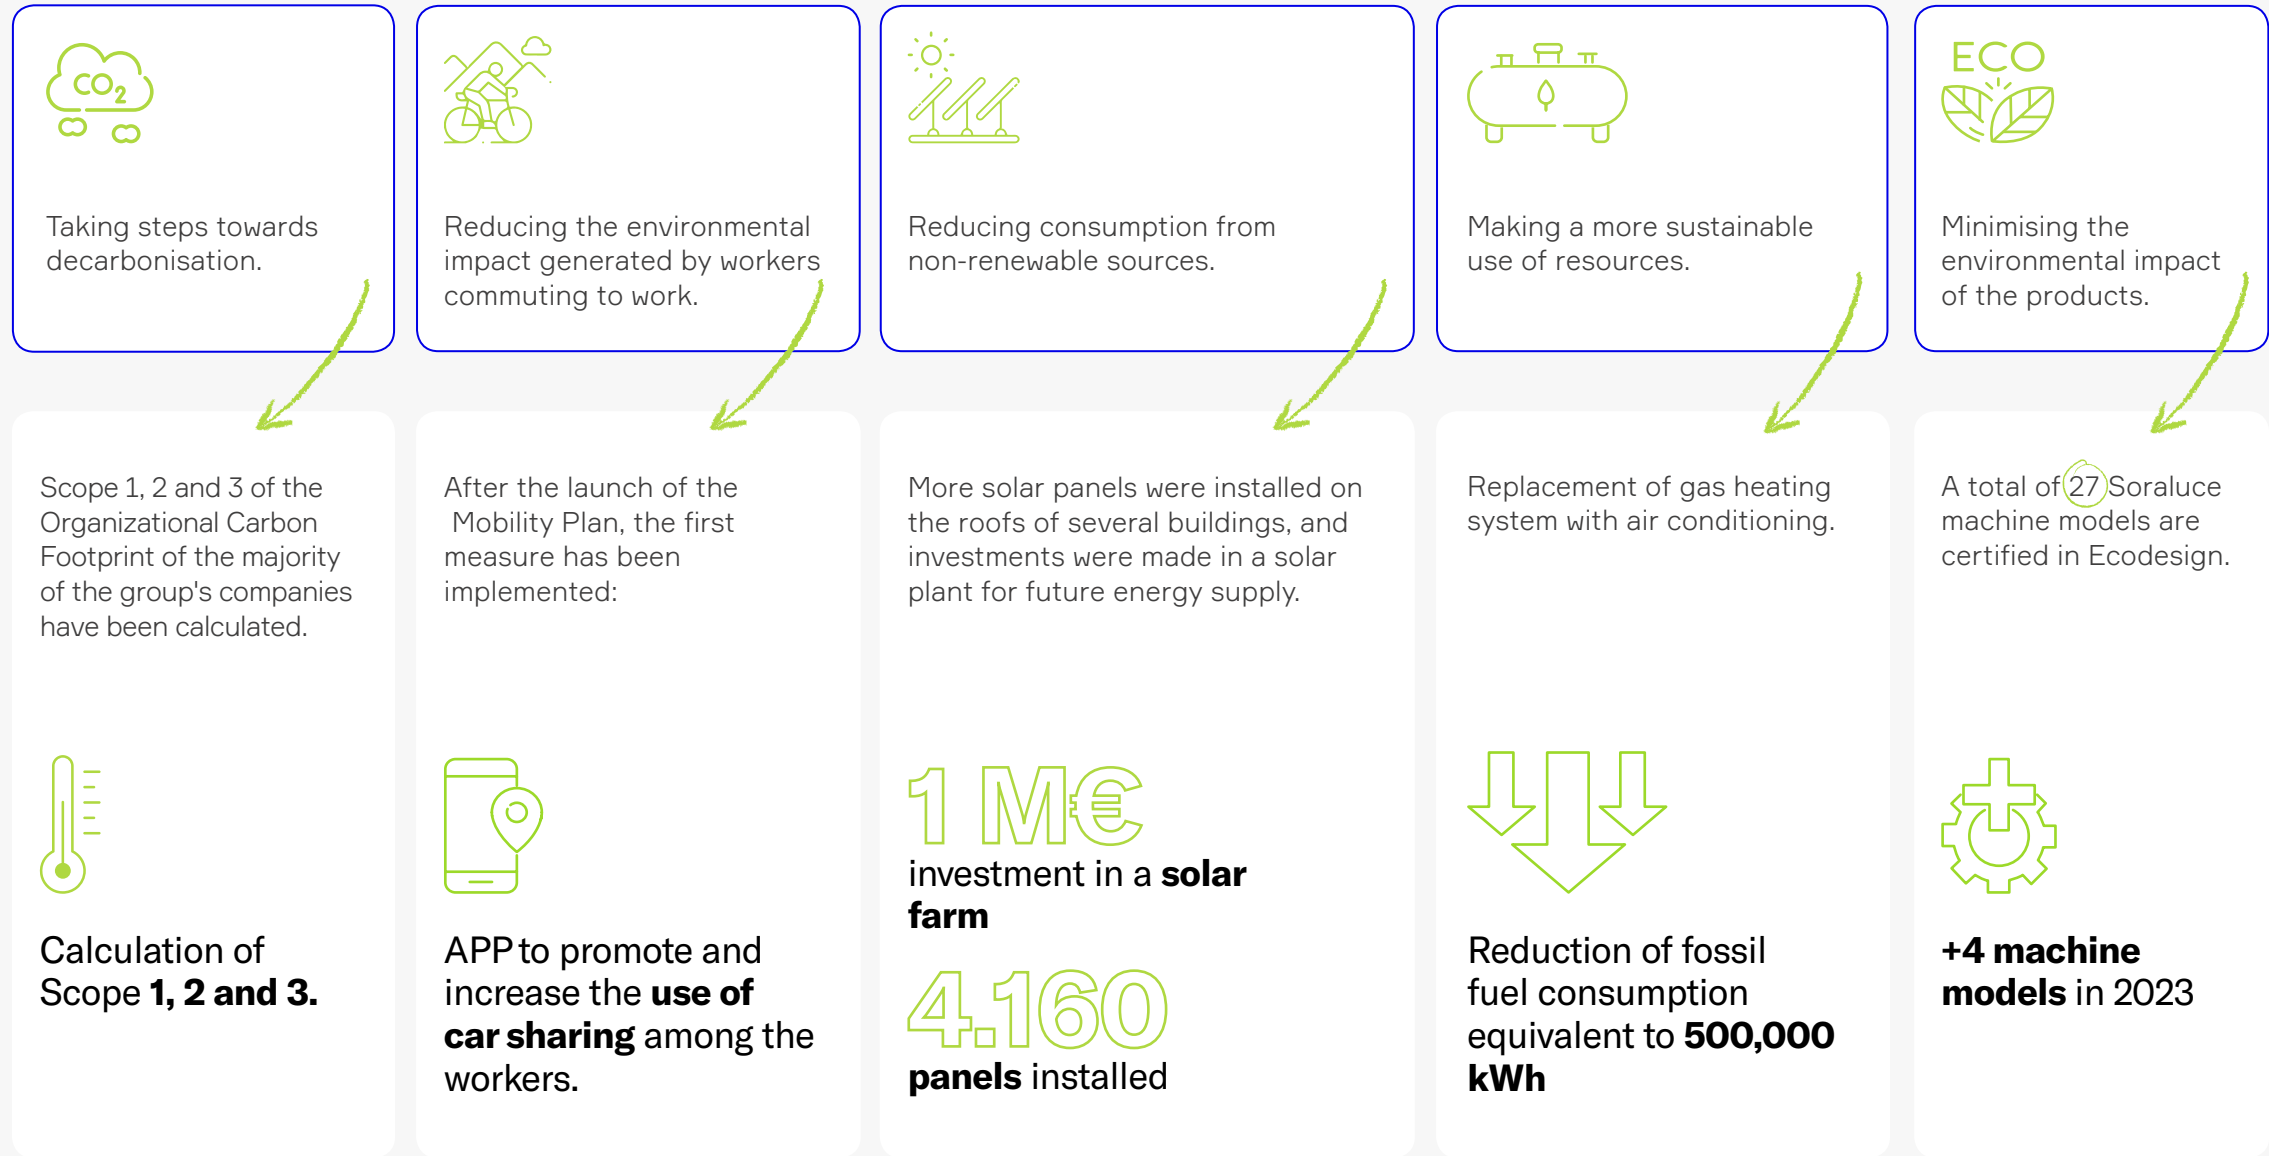 CO2
Taking steps towards
decarbonisation.
Reducing the environmental
impact generated by workers
commuting to work.
Reducing consumption from
non-renewable sources.
Making a more sustainable
use of resources.
ECO
Minimising the
environmental impact
of the products.
Scope 1, 2 and 3 of the
Organizational Carbon
Footprint of the majority
of the group's companies
have been calculated.
Calculation of
Scope 1, 2 and 3.
After the launch of the
Mobility Plan, the first
measure has been
implemented:
APP to promote and
increase the use of
car sharing among the
workers.
More solar panels were installed on
the roofs of several buildings, and
investments were made in a solar
plant for future energy supply.
1 M€
investment in a solar
farm
4.160
panels installed
Replacement of gas heating
system with air conditioning.
Reduction of fossil
fuel consumption
equivalent to 500,000
kWh
A total of 27 Soraluce
machine models are
certified in Ecodesign.
+4 machine
models in 2023